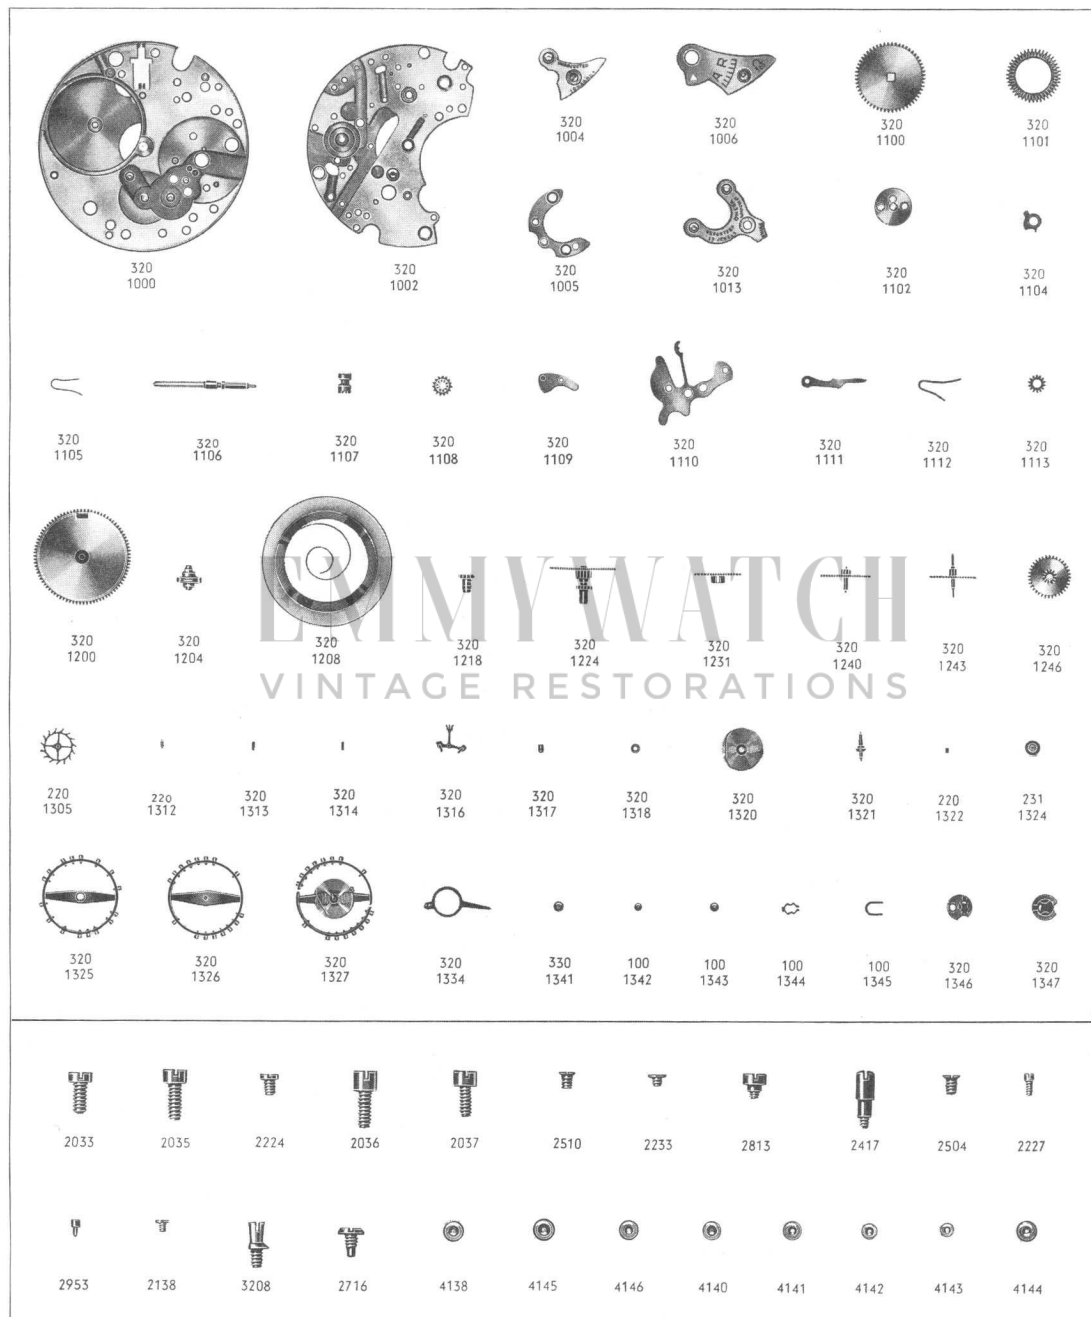 A R
320 320 320 320 320 320
1000 1002 1004 1006 1100 1101
320 320 320 320
1005 1013 1102 1104
320 320 320 320 320 320 320 320 320
1105 1106 1107 1108 1109 1110 1111 1112 1113
320 320 320 320 320 320 320 320 320
1200 1204 1208 1218 1224 1231 1240 1243 1246
EMMYWATCH
VINTAGE RESTORATIONS
220 220 320 320 320 320 320 320 320 220 231
1305 1312 1313 1314 1316 1317 1318 1320 1321 1322 1324
320 320 320 320 330 100 100 100 100 320 320
1325 1326 1327 1334 1341 1342 1343 1344 1345 1346 1347
2033 2035 2224 2036 2037 2510 2233 2813 2417 2504 2227
2953 2138 3208 2716 4138 4145 4146 4140 4141 4142 4143 4144